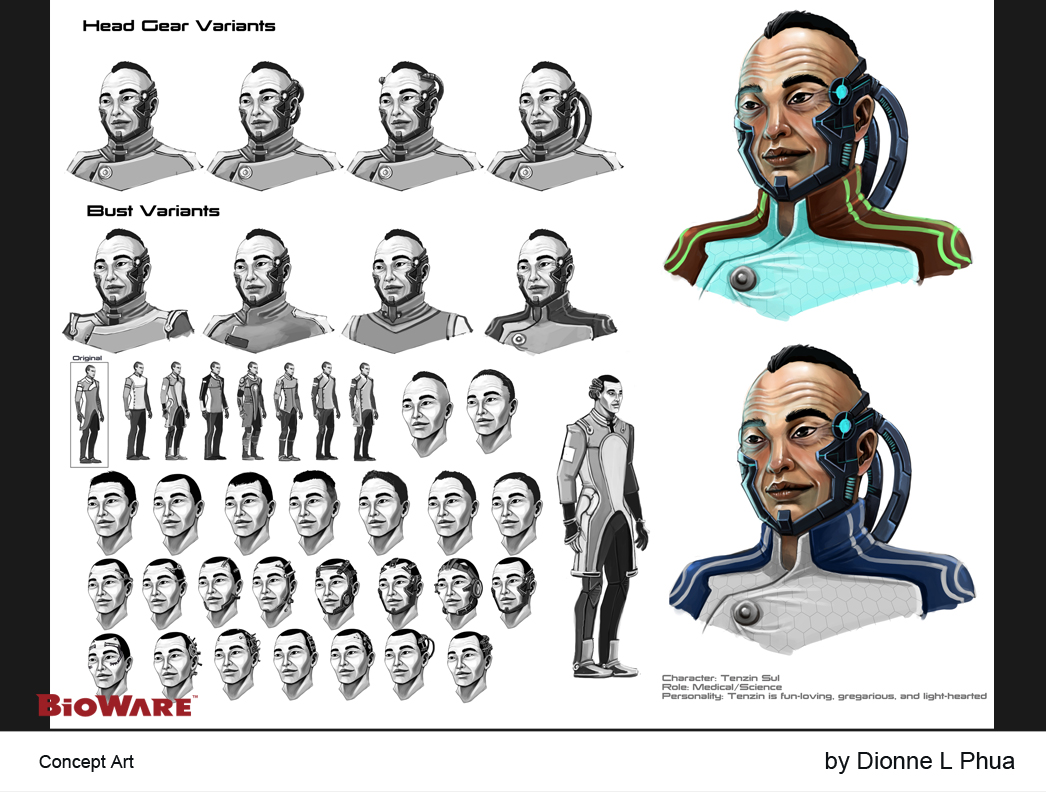 Head Gear Variants
Bust Variants
Original
Character: Tenzin Sul
Role: Medical/Science
Personality: Tenzin is fun-loving, gregarious, and light-hearted
BIOWARE™
Concept Art
by Dionne L Phua